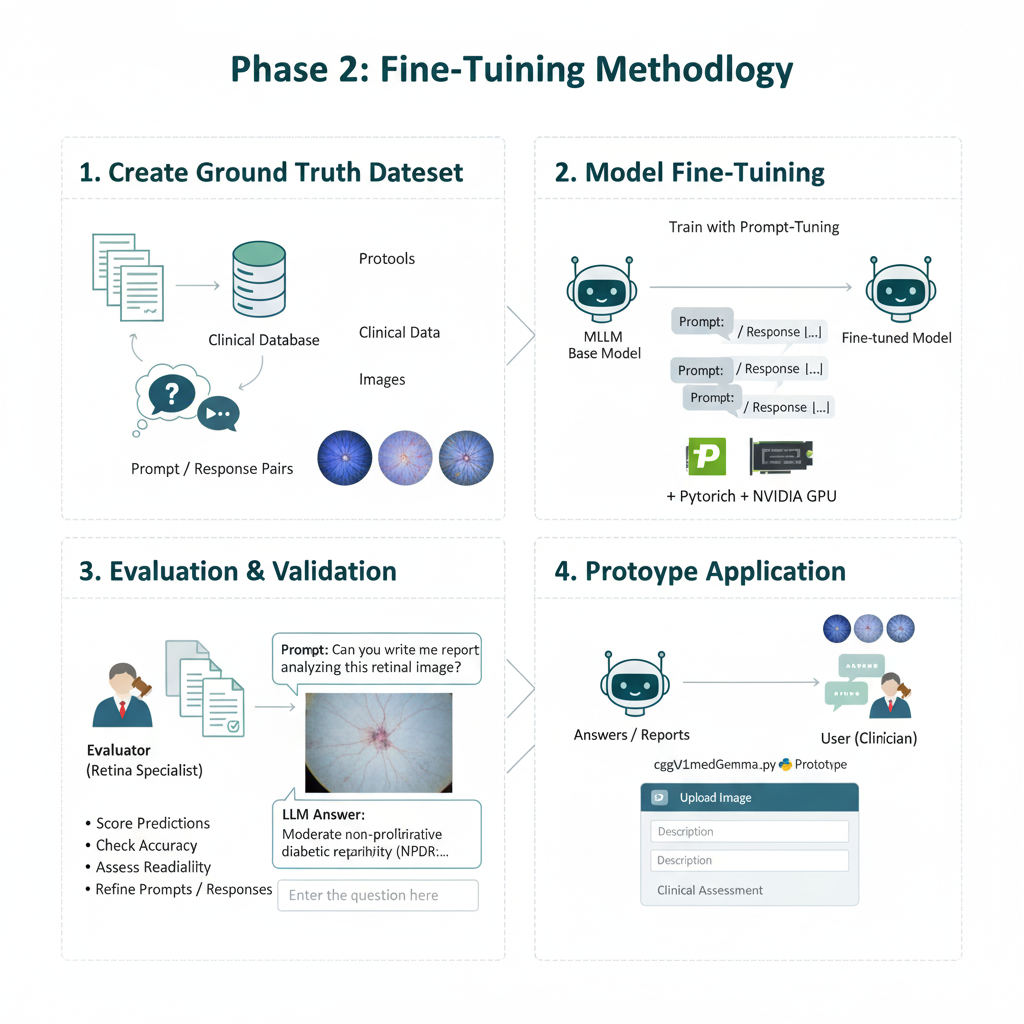 Phase 2: Fine-Tuining Methodlogy
1. Create Ground Truth Dateset
Protools
Clinical Database
Clinical Data
Images
?
Prompt / Response Pairs
2. Model Fine-Tuining
Train with Prompt-Tuning
MLLM
Base Model
Prompt:
/ Response [...]
Fine-tuned Model
Prompt:
/ Response [...]
Prompt:
/ Response [...]
P
+ Pytorich + NVIDIA GPU
3. Evaluation & Validation
Prompt: Can you write me report
analyzing this retinal image?
Evaluator
(Retina Specialist)
• Score Predictions
• Check Accuracy
• Assess Readiality
• Refine Prompts / Responses
LLM Answer:
Moderate non-proltirative
diabetic reparihity (NPDR:...
Enter the question here
4. Protoype Application
Answers / Reports
User (Clinician)
cggV1medGemma.py Prototype
Upload Image
Description
Description
Clinical Assessment